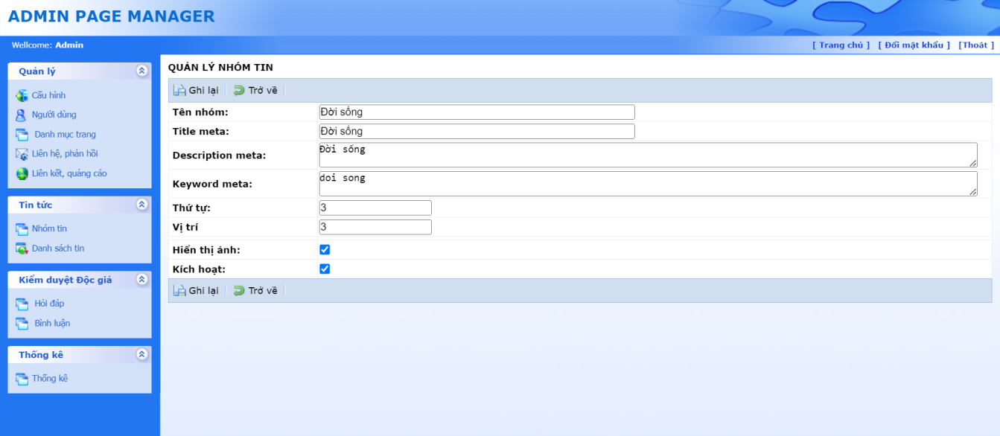 ADMIN PAGE MANAGER
Wellcome: Admin
[ Trang chủ ] [ Đổi mật khẩu ] [Thoát ]
Quản lý
Cấu hình
Người dùng
Danh mục trang
Liên hệ, phản hồi
Liên kết, quảng cáo
Tin tức
Nhóm tin
Danh sách tin
Kiểm duyệt Độc giả
Hỏi đáp
Bình luận
Thống kê
Thống kê
QUẢN LÝ NHÓM TIN
Ghi lại Trở về
Tên nhóm: Đời sống
Title meta: Đời sống
Description meta: Đời sống
Keyword meta: doi song
Thứ tự: 3
Vị trí 3
Hiển thị ảnh:
Kích hoạt:
Ghi lại Trở về